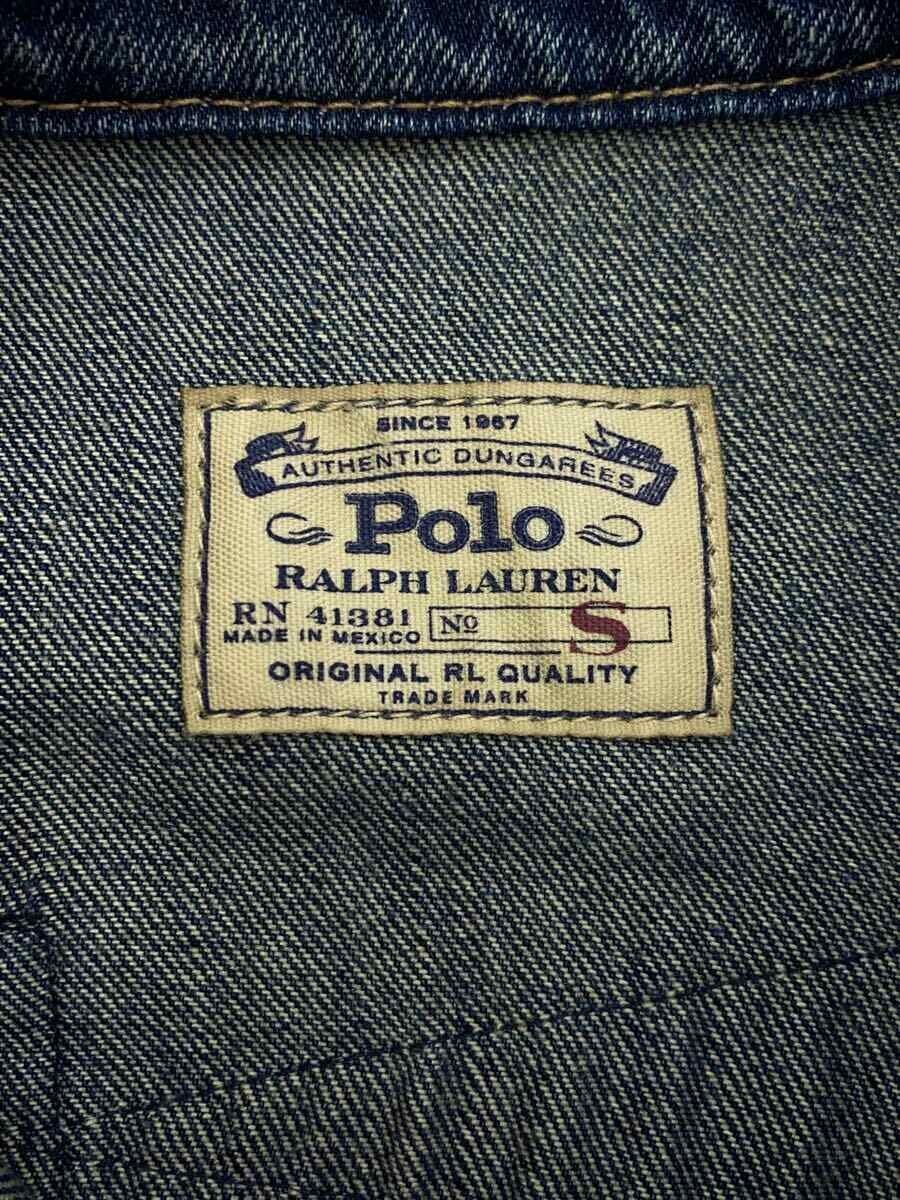 SINCE 1967
AUTHENTIC DUNGAREES
Polo
RALPH LAUREN
RN 41381
MADE IN MEXICO
Nº S
ORIGINAL RL QUALITY
TRADE MARK